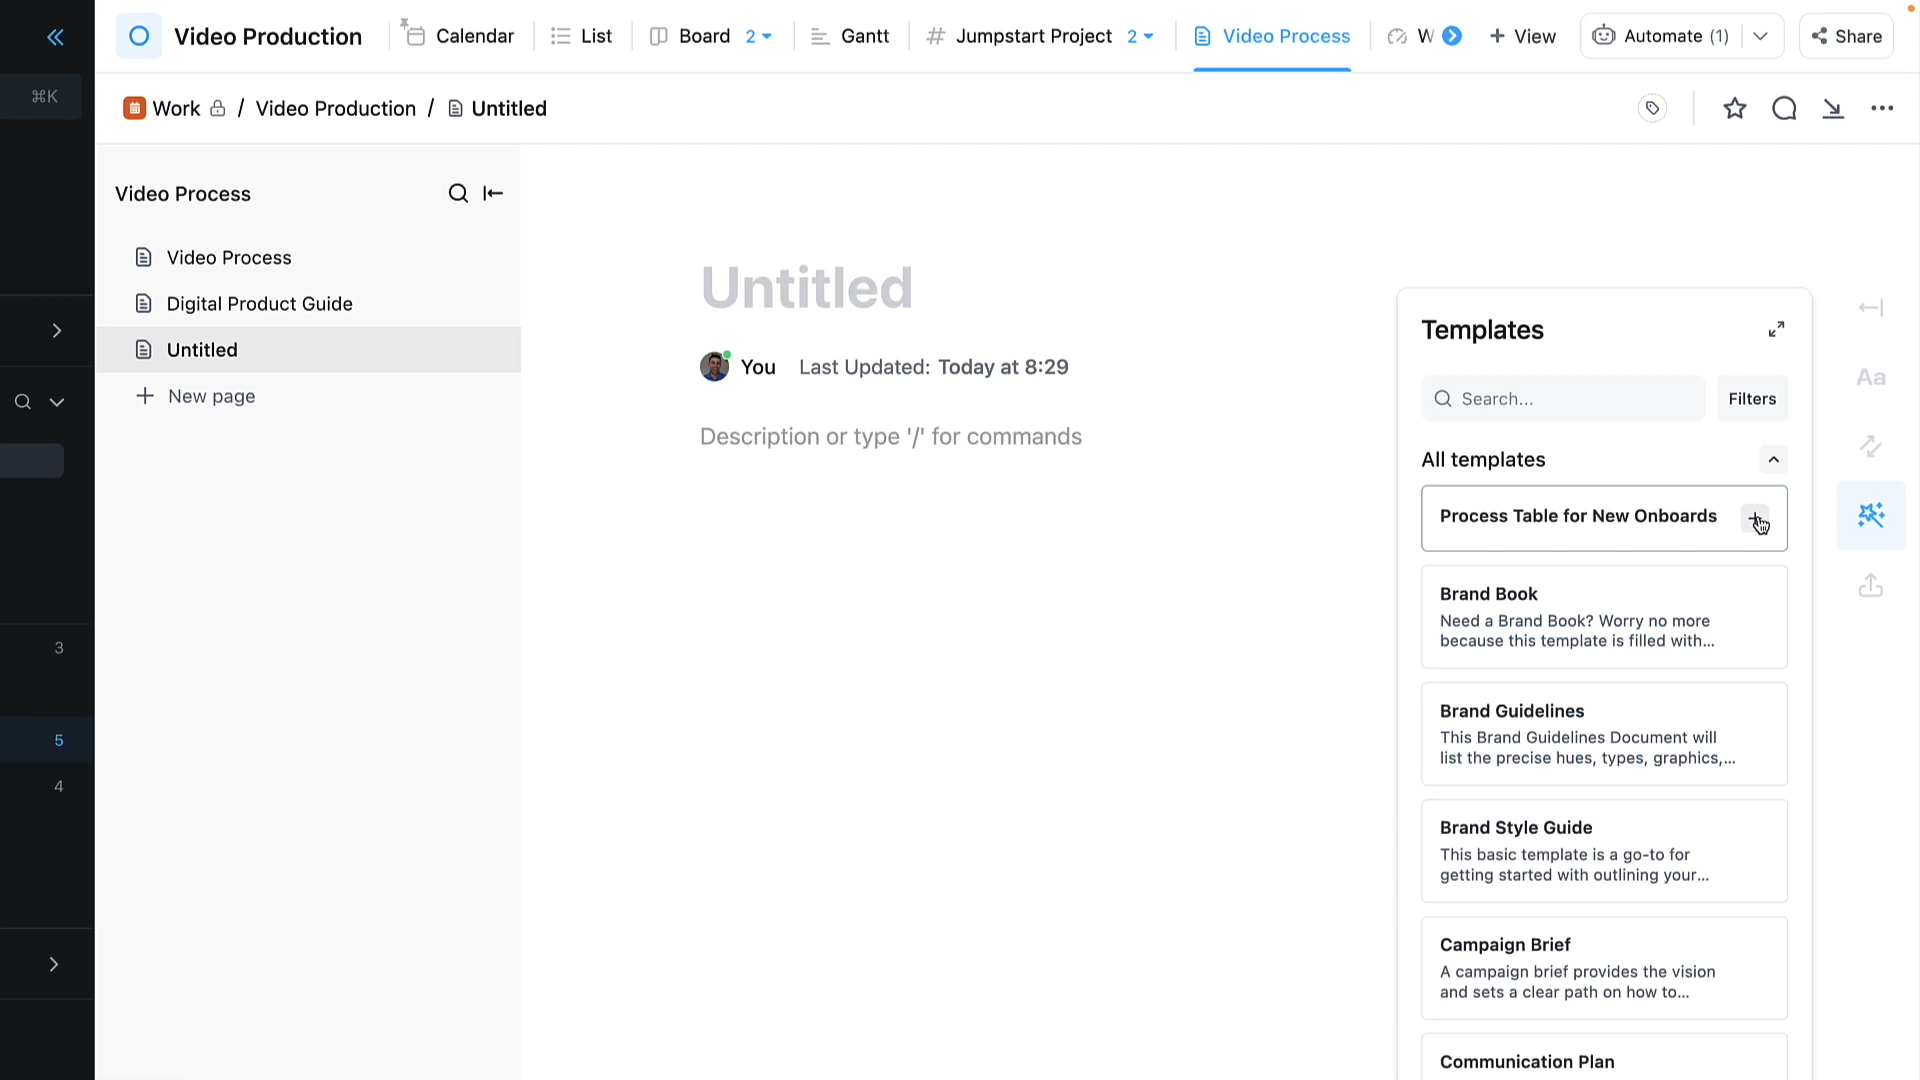 Video Production
Calendar
List
Board 2
Gantt
Jumpstart Project 2
Video Process
W
+ View
Automate (1)
Share
⌘K
Work / Video Production / Untitled
Video Process
Video Process
Digital Product Guide
Untitled
+ New page
3
5
4
Untitled
You Last Updated: Today at 8:29
Description or type '/' for commands
Templates
Search...
Filters
All templates
Process Table for New Onboards
Brand Book
Need a Brand Book? Worry no more
because this template is filled with...
Brand Guidelines
This Brand Guidelines Document will
list the precise hues, types, graphics,...
Brand Style Guide
This basic template is a go-to for
getting started with outlining your...
Campaign Brief
A campaign brief provides the vision
and sets a clear path on how to...
Communication Plan
Aa